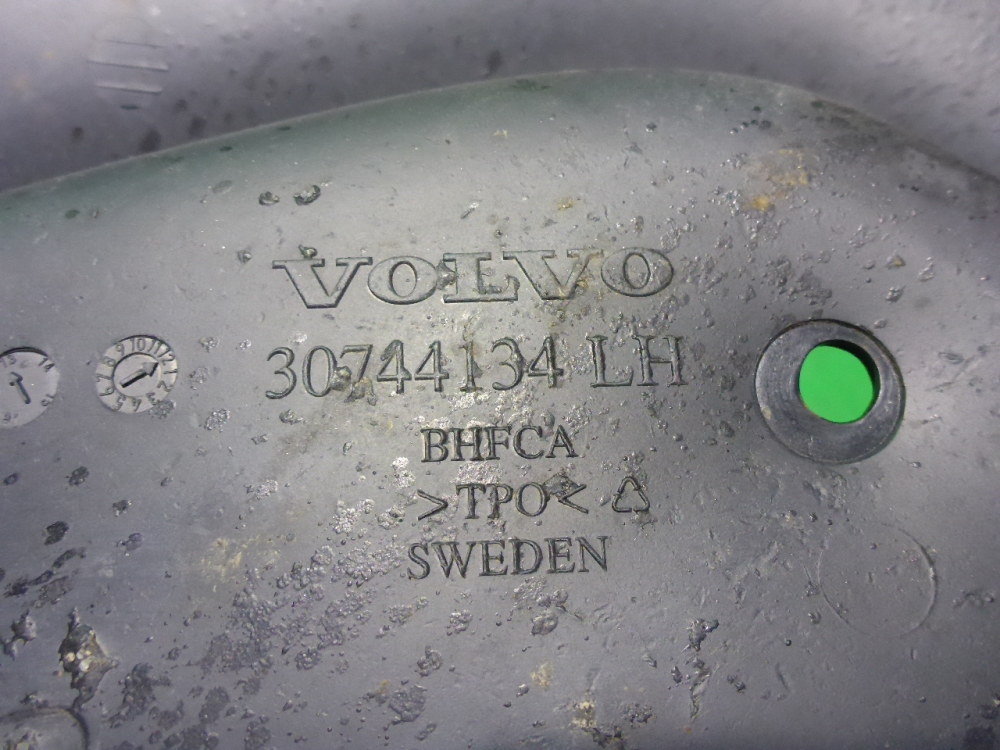 VOLVO
30744134 LH
BHFCA
>TPO<
SWEDEN